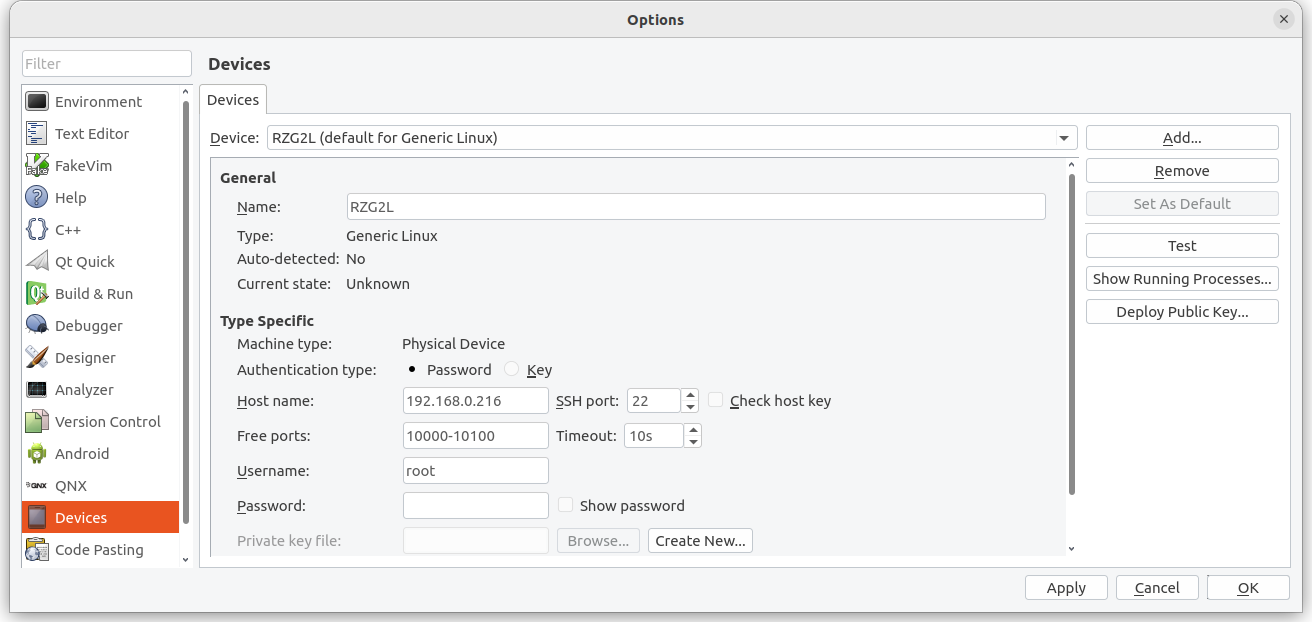 Options
Filter
Environment
Text Editor
FakeVim
Help
C++
Qt Quick
Build & Run
Debugger
Designer
Analyzer
Version Control
Android
QNX
Devices
Code Pasting
Devices
Devices
Device: RZG2L (default for Generic Linux)
General
Name: RZG2L
Type: Generic Linux
Auto-detected: No
Current state: Unknown
Type Specific
Machine type: Physical Device
Authentication type: Password Key
Host name: 192.168.0.216 SSH port: 22 Check host key
Free ports: 10000-10100 Timeout: 10s
Username: root
Password: Show password
Private key file: Browse... Create New...
Add...
Remove
Set As Default
Test
Show Running Processes...
Deploy Public Key...
Apply Cancel OK